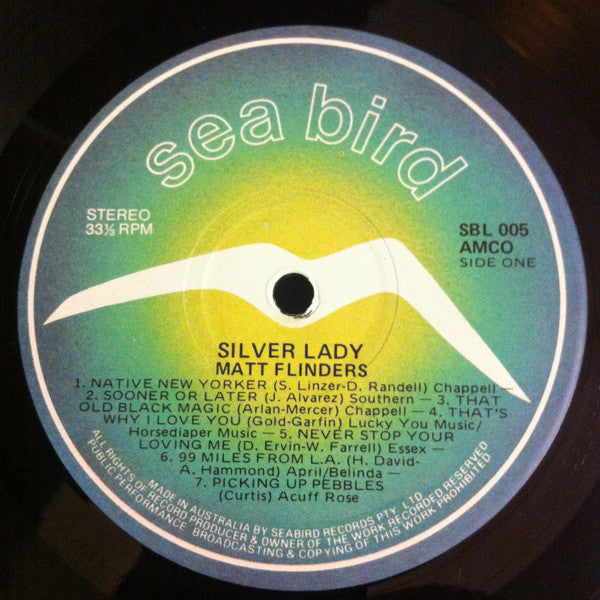 sea bird
STEREO
33⅓ RPM
SBL 005
AMCO
SIDE ONE
SILVER LADY
MATT FLINDERS
1. NATIVE NEW YORKER (S. Linzer-D. Randell) Chappell —
2. SOONER OR LATER (J. Alvarez) Southern — 3. THAT
OLD BLACK MAGIC (Arlan-Mercer) Chappell — 4. THAT'S
WHY I LOVE YOU (Gold-Garfin) Lucky You Music/
Horsediaper Music — 5. NEVER STOP YOUR
LOVING ME (D. Ervin-W. Farrell) Essex —
6. 99 MILES FROM L.A. (H. David-
A. Hammond) April/Belinda —
7. PICKING UP PEBBLES
(Curtis) Acuff Rose
MADE IN AUSTRALIA BY SEABIRD RECORDS PTY. LTD.
ALL RIGHTS OF RECORD PRODUCER & OWNER OF THE WORK RECORDED RESERVED
PUBLIC PERFORMANCE, BROADCASTING & COPYING OF THIS WORK PROHIBITED